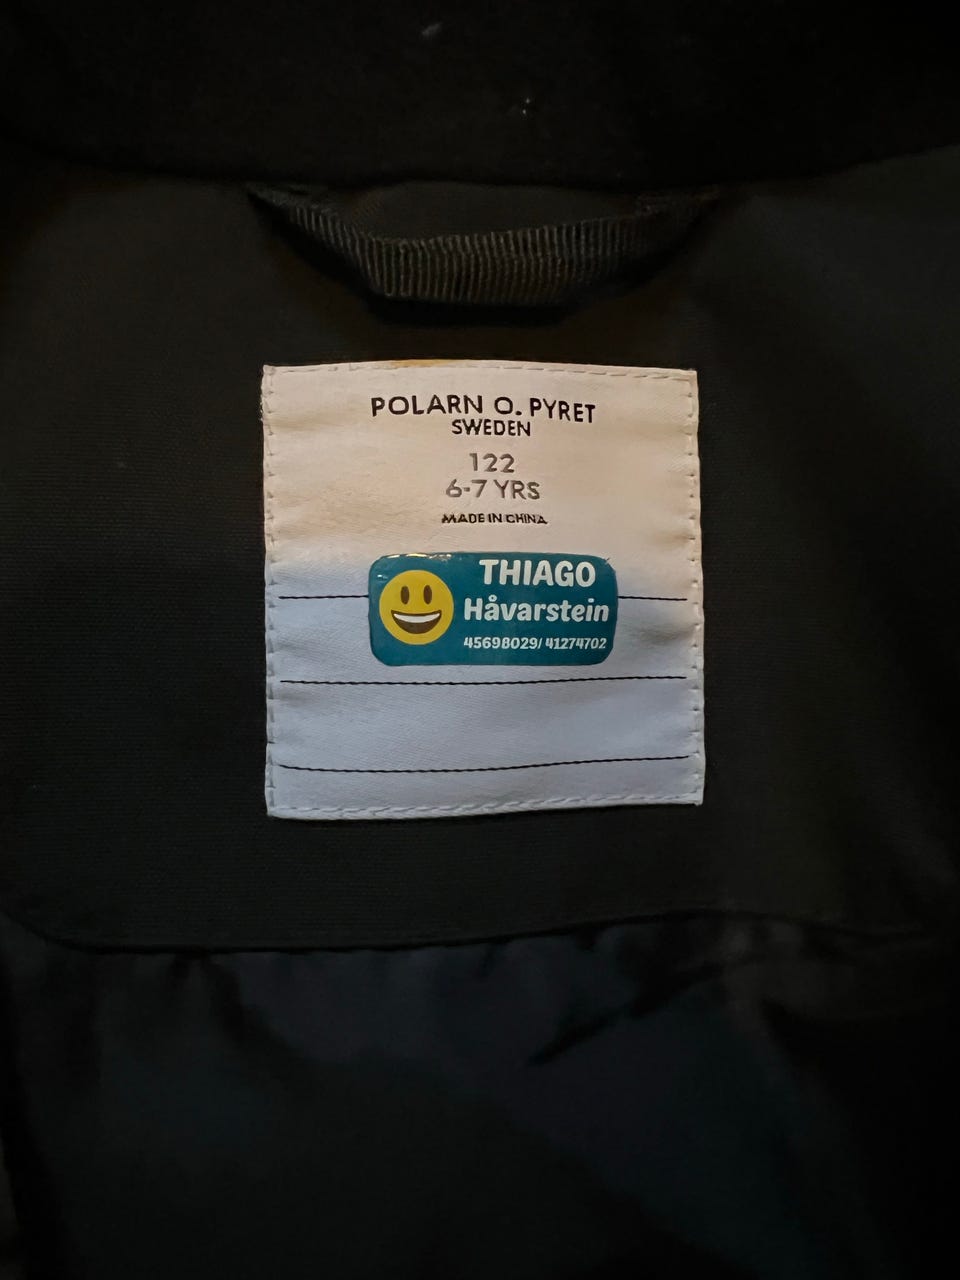 POLARN O. PYRET
SWEDEN
122
6-7 YRS
MADE IN CHINA
THIAGO
Håvarstein
45698029/ 41274702